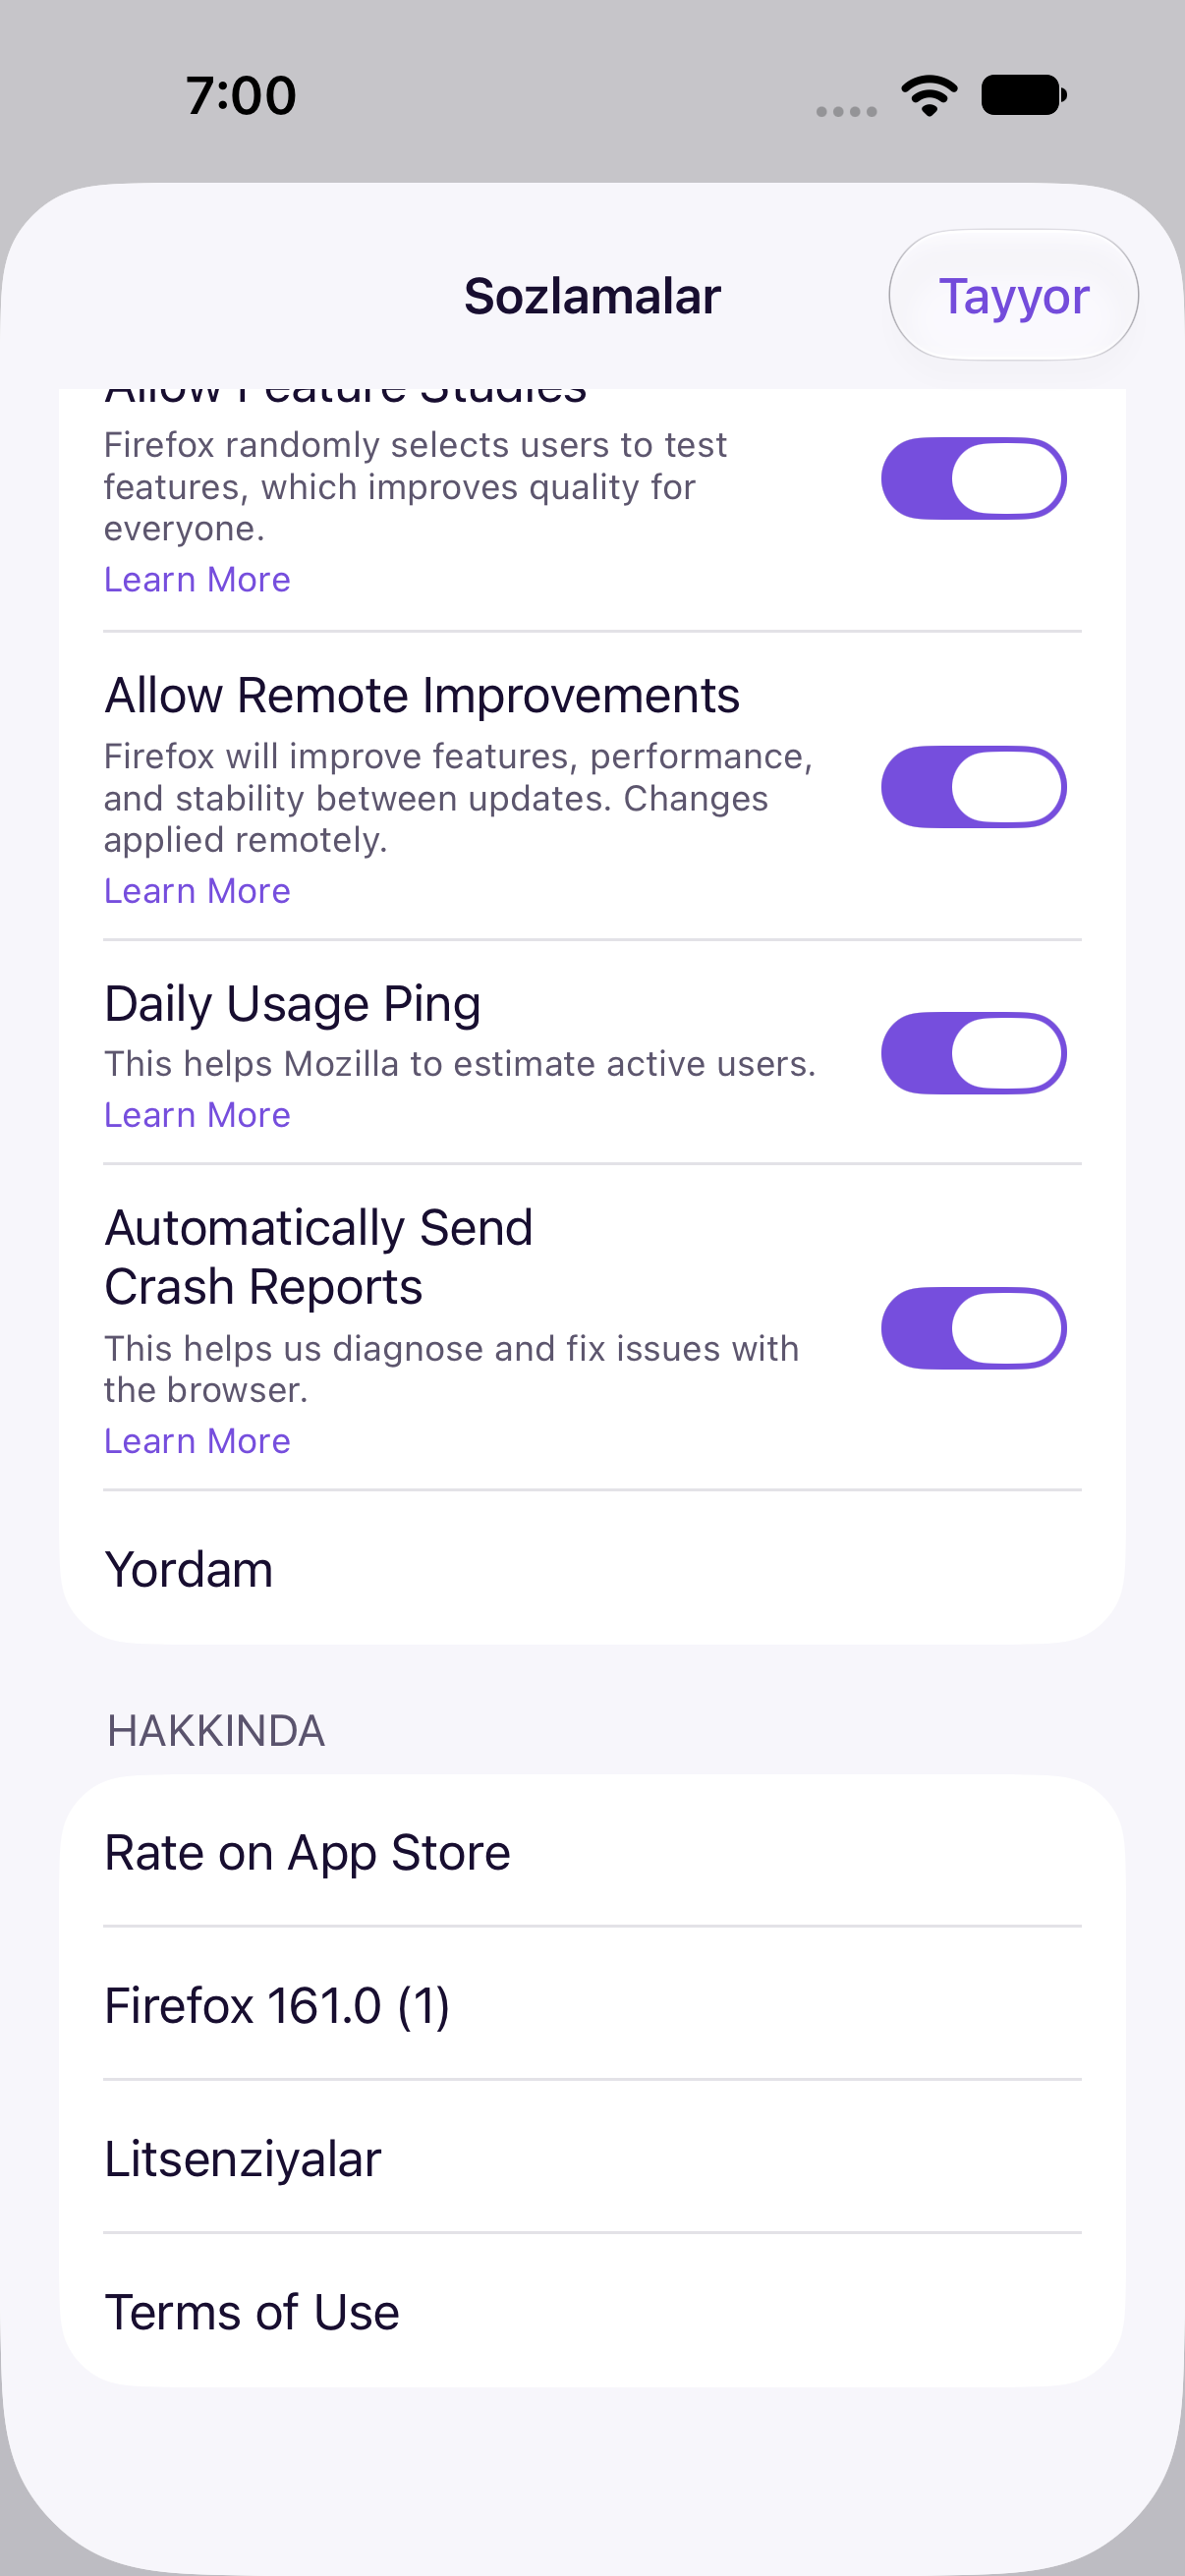 7:00
Sozlamalar
Tayyor
Allow Feature Studies
Firefox randomly selects users to test
features, which improves quality for
everyone.
Learn More
Allow Remote Improvements
Firefox will improve features, performance,
and stability between updates. Changes
applied remotely.
Learn More
Daily Usage Ping
This helps Mozilla to estimate active users.
Learn More
Automatically Send
Crash Reports
This helps us diagnose and fix issues with
the browser.
Learn More
Yordam
HAKKINDA
Rate on App Store
Firefox 161.0 (1)
Litsenziyalar
Terms of Use